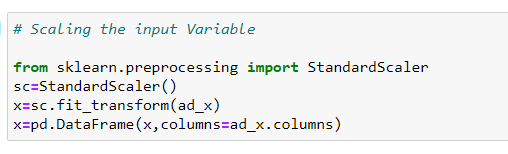 # Scaling the input Variable
from sklearn.preprocessing import StandardScaler
sc=StandardScaler()
x=sc.fit_transform(ad_x)
x=pd.DataFrame(x,columns=ad_x.columns)